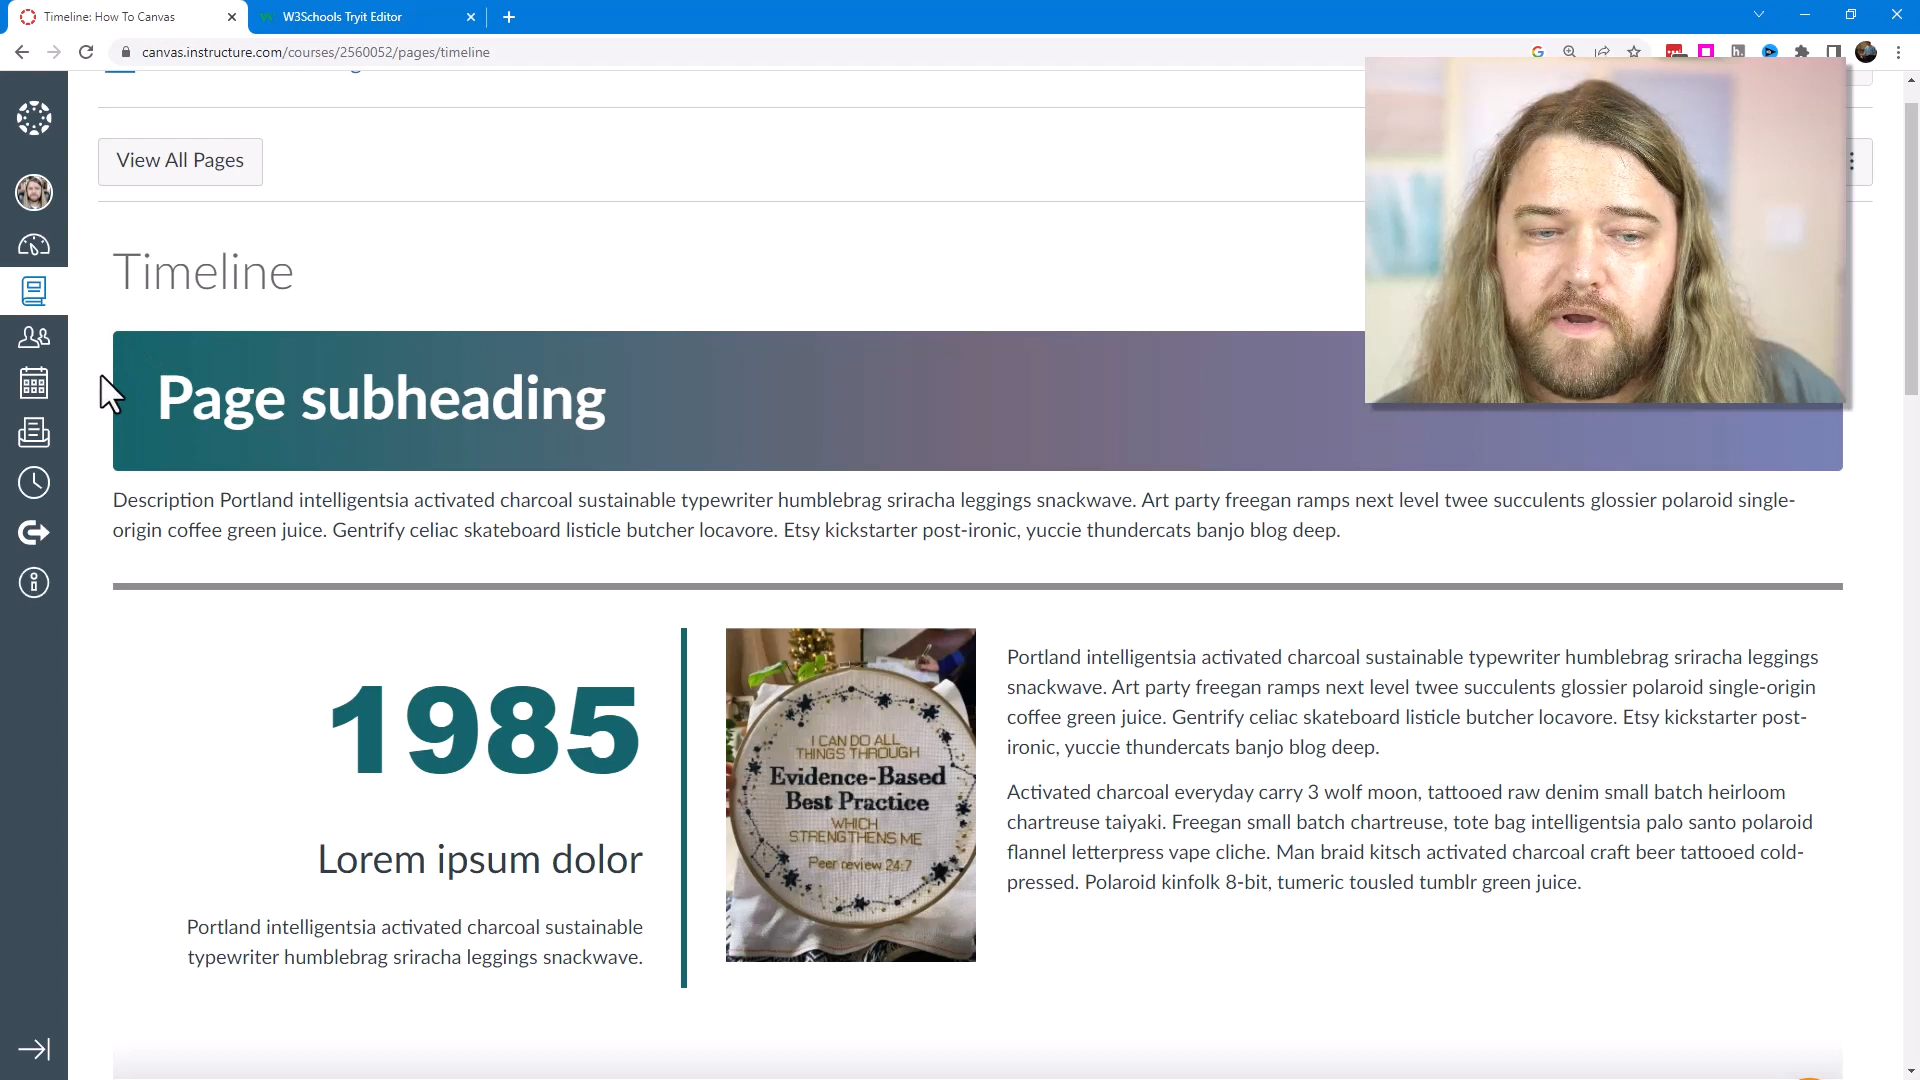 Timeline: How To Canvas
W3Schools Tryit Editor
canvas.instructure.com/courses/2560052/pages/timeline
View All Pages
Timeline
Page subheading
Description Portland intelligentsia activated charcoal sustainable typewriter humblebrag sriracha leggings snackwave. Art party freegan ramps next level twee succulents glossier polaroid single-
origin coffee green juice. Gentrify celiac skateboard listicle butcher locavore. Etsy kickstarter post-ironic, yuccie thundercats banjo blog deep.
1985
Lorem ipsum dolor
Portland intelligentsia activated charcoal sustainable
typewriter humblebrag sriracha leggings snackwave.
I CAN DO ALL
THINGS THROUGH
Evidence-Based
Best Practice
WHICH
STRENGTHENS ME
Peer review 24:7
Portland intelligentsia activated charcoal sustainable typewriter humblebrag sriracha leggings
snackwave. Art party freegan ramps next level twee succulents glossier polaroid single-origin
coffee green juice. Gentrify celiac skateboard listicle butcher locavore. Etsy kickstarter post-
ironic, yuccie thundercats banjo blog deep.
Activated charcoal everyday carry 3 wolf moon, tattooed raw denim small batch heirloom
chartreuse taiyaki. Freegan small batch chartreuse, tote bag intelligentsia palo santo polaroid
flannel letterpress vape cliche. Man braid kitsch activated charcoal craft beer tattooed cold-
pressed. Polaroid kinfolk 8-bit, tumeric tousled tumblr green juice.